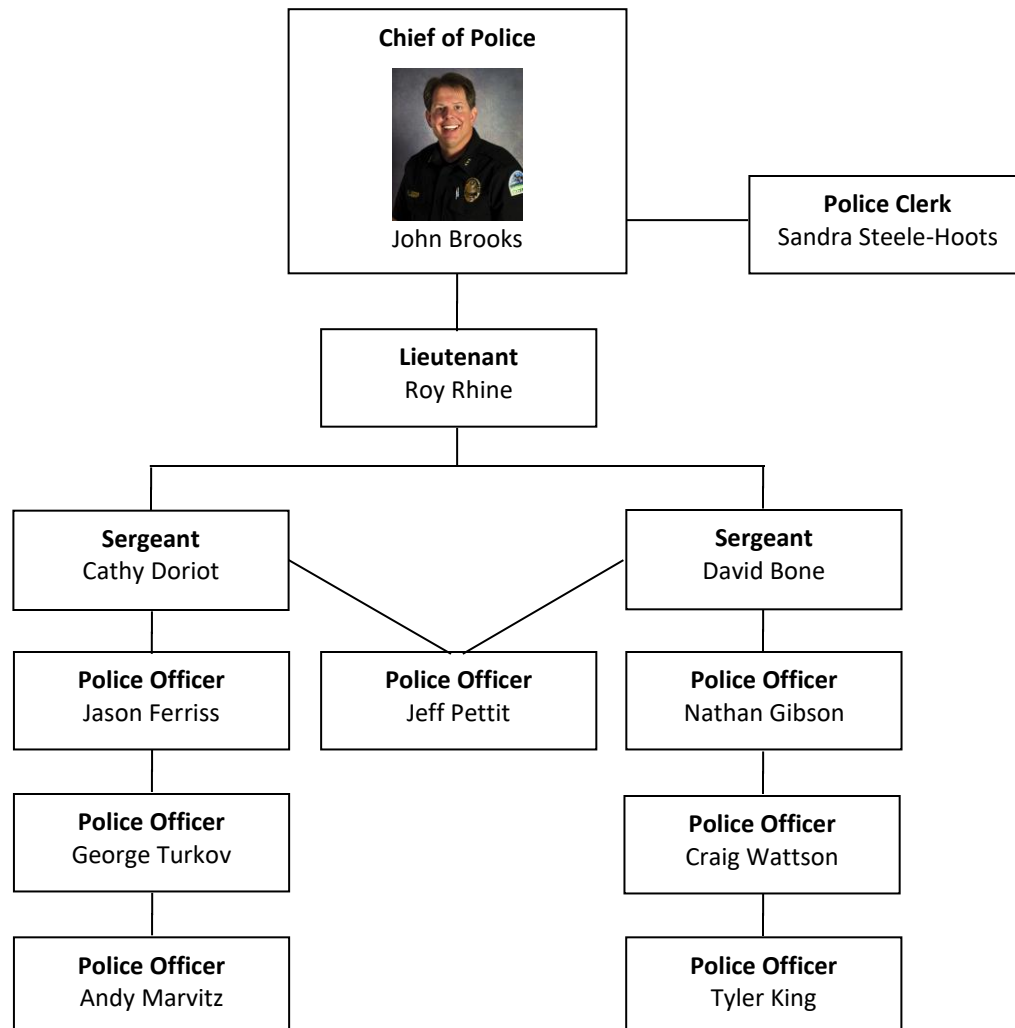 Chief of Police
John Brooks
Police Clerk
Sandra Steele-Hoots
Lieutenant
Roy Rhine
Sergeant
Cathy Doriot
Sergeant
David Bone
Police Officer
Jason Ferriss
Police Officer
Jeff Pettit
Police Officer
Nathan Gibson
Police Officer
George Turkov
Police Officer
Craig Wattson
Police Officer
Andy Marvitz
Police Officer
Tyler King